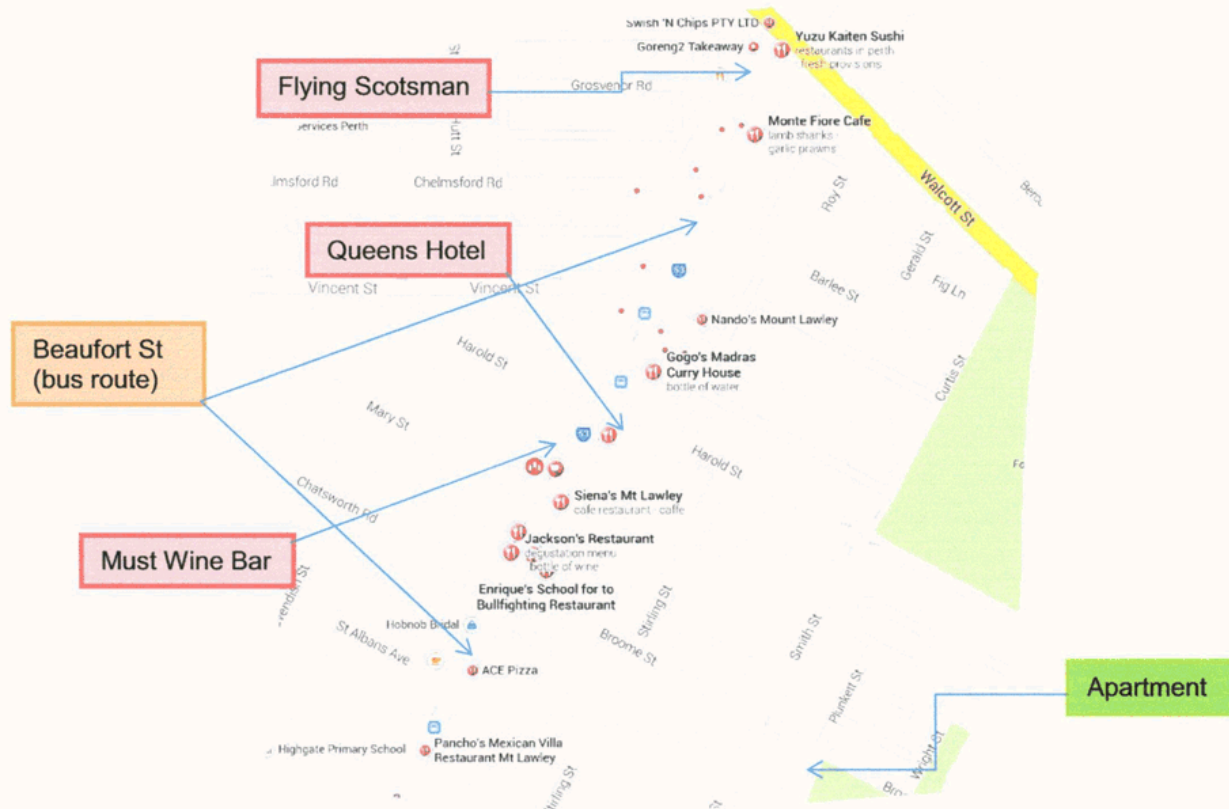 Swish 'N Chips PTY LTD
Yuzu Kaiten Sushi
restaurants in perth
fresh provisions
Goreng2 Takeaway
Flying Scotsman
Grosvenor Rd
Monte Fiore Cafe
lamb shanks
garlic prawns
ervices Perth
Hutt St
Chelmsford Rd
Roy St
Walcott St
Queens Hotel
Gerald St
Vincent St
Vincent St
Barlee St
Fig Ln
53
Nando's Mount Lawley
Beaufort St
(bus route)
Harold St
Gogo's Madras
Curry House
bottle of water
Curtis St
Mary St
53
Harold St
Chatsworth Rd
Siena's Mt Lawley
cafe restaurant · caffe
Must Wine Bar
Jackson's Restaurant
degustation menu
bottle of wine
Enrique's School for to
Bullfighting Restaurant
Hobnob Bridal
St Albans Ave
Stirling St
Broome St
Smith St
ACE Pizza
Plunkett St
Apartment
Highgate Primary School
Pancho's Mexican Villa
Restaurant Mt Lawley
Wright St
Stirling St